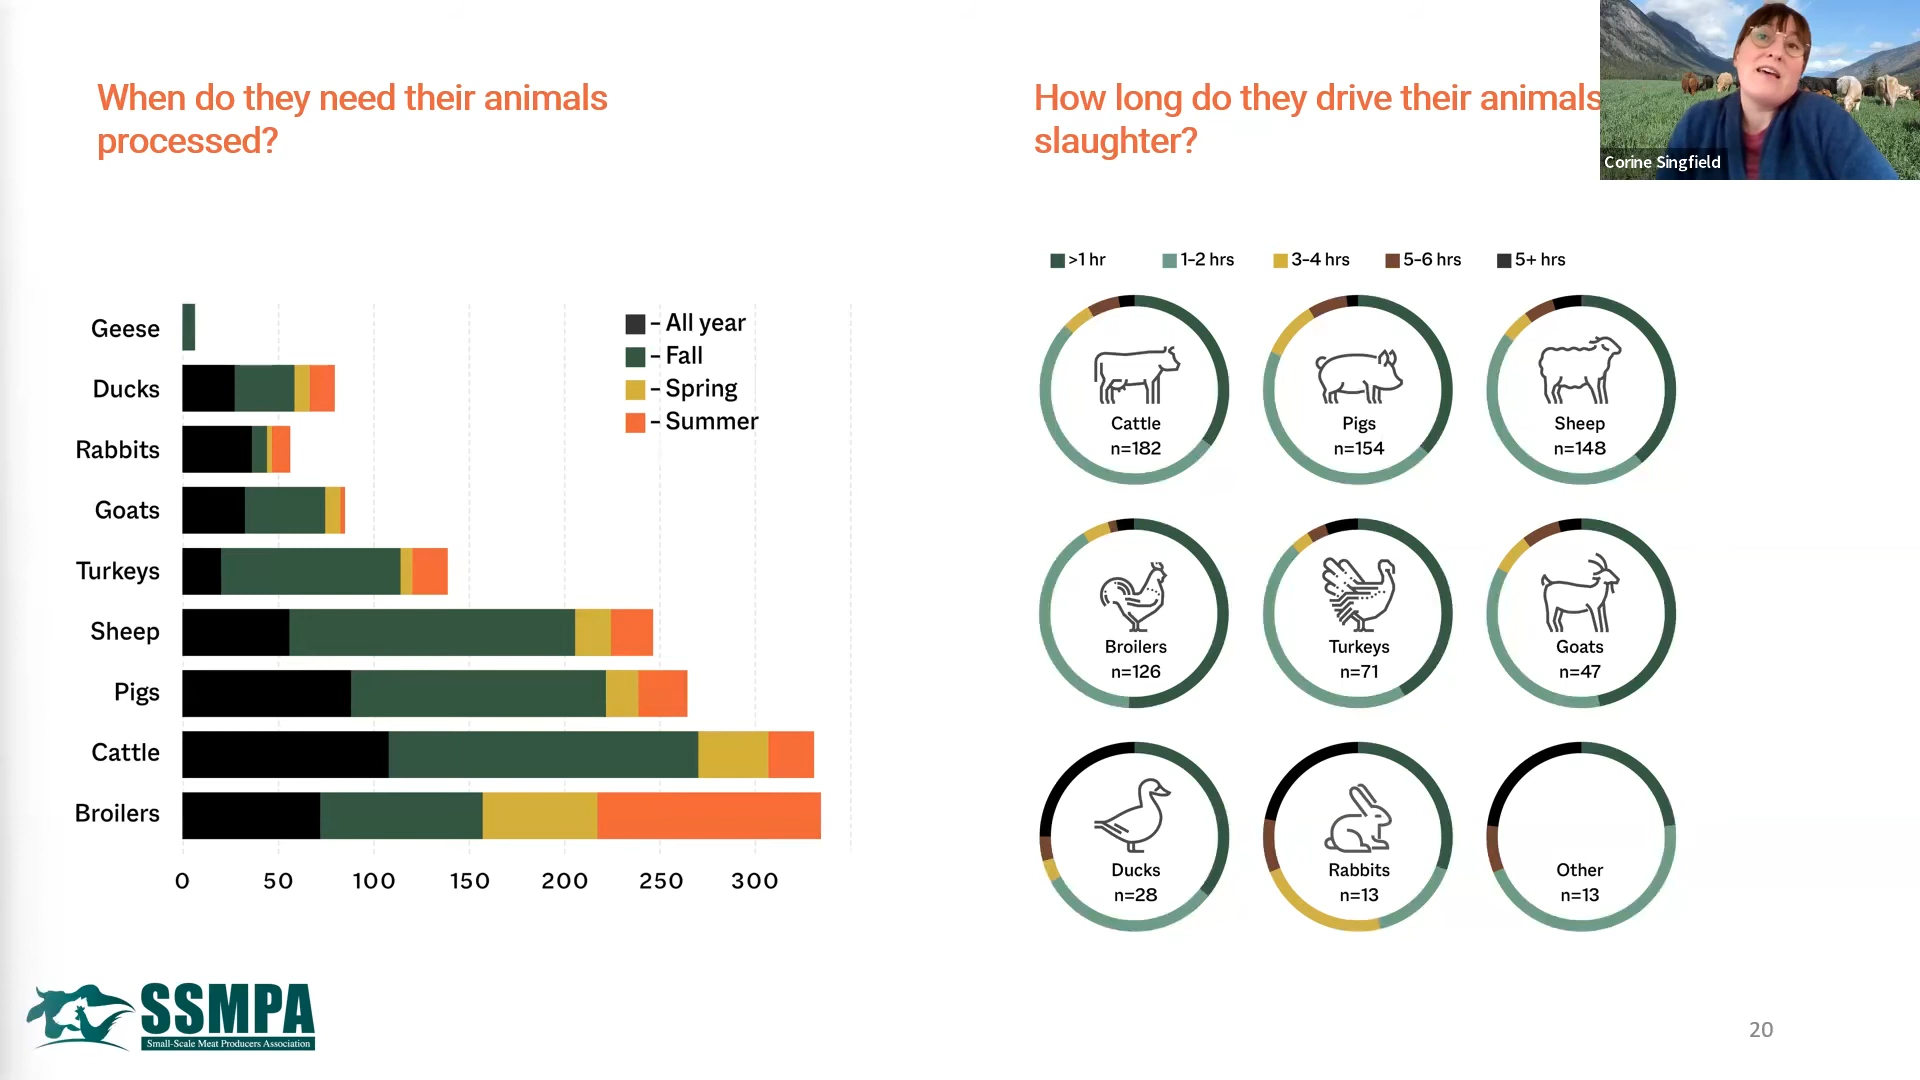 When do they need their animals
processed?
How long do they drive their animals
slaughter?
Corine Singfield
Geese
Ducks
Rabbits
Goats
Turkeys
Sheep
Pigs
Cattle
Broilers
0 50 100 150 200 250 300
– All year
– Fall
– Spring
– Summer
>1 hr 1–2 hrs 3–4 hrs 5–6 hrs 5+ hrs
Cattle
n=182
Pigs
n=154
Sheep
n=148
Broilers
n=126
Turkeys
n=71
Goats
n=47
Ducks
n=28
Rabbits
n=13
Other
n=13
SSMPA
Small-Scale Meat Producers Association
20